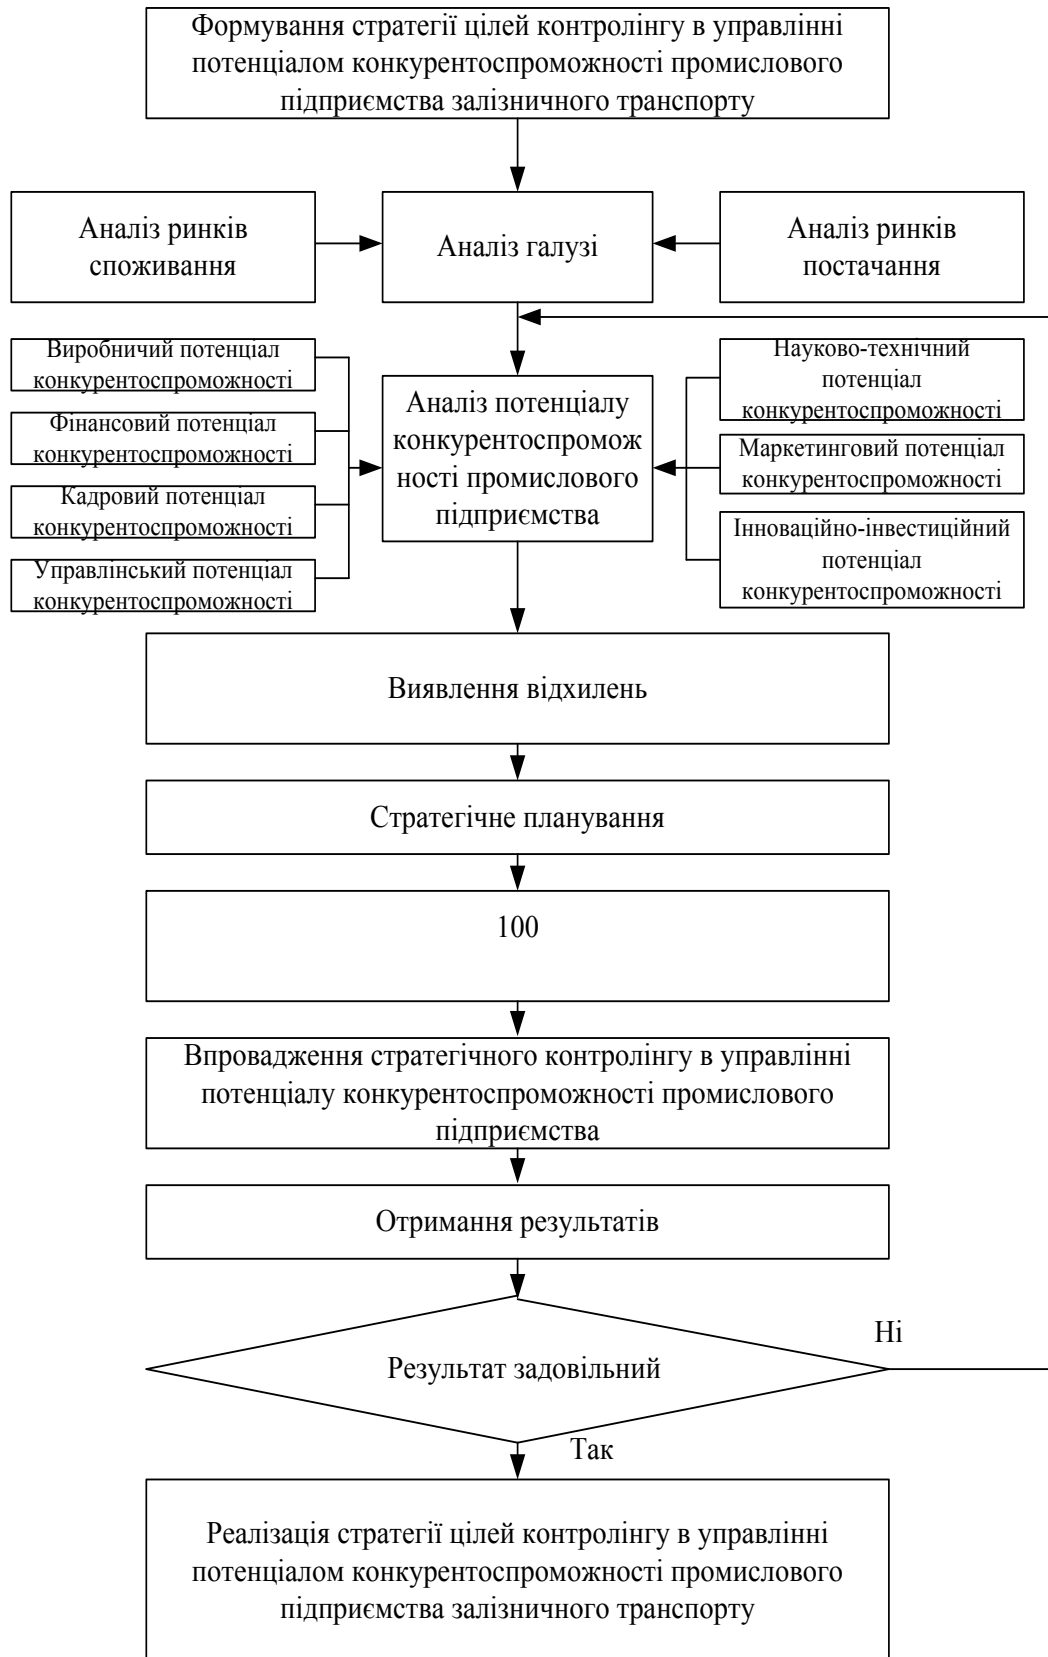 Формування стратегії цілей контролінгу в управлінні
потенціалом конкурентоспроможності промислового
підприємства залізничного транспорту
Аналіз ринків
споживання
Аналіз галузі
Аналіз ринків
постачання
Виробничий потенціал
конкурентоспроможності
Фінансовий потенціал
конкурентоспроможності
Кадровий потенціал
конкурентоспроможності
Управлінський потенціал
конкурентоспроможності
Аналіз потенціалу
конкурентоспромож
ності промислового
підприємства
Науково-технічний
потенціал
конкурентоспроможності
Маркетинговий потенціал
конкурентоспроможності
Інноваційно-інвестиційний
потенціал
конкурентоспроможності
Виявлення відхилень
Стратегічне планування
100
Впровадження стратегічного контролінгу в управлінні
потенціалу конкурентоспроможності промислового
підприємства
Отримання результатів
Результат задовільний
Ні
Так
Реалізація стратегії цілей контролінгу в управлінні
потенціалом конкурентоспроможності промислового
підприємства залізничного транспорту